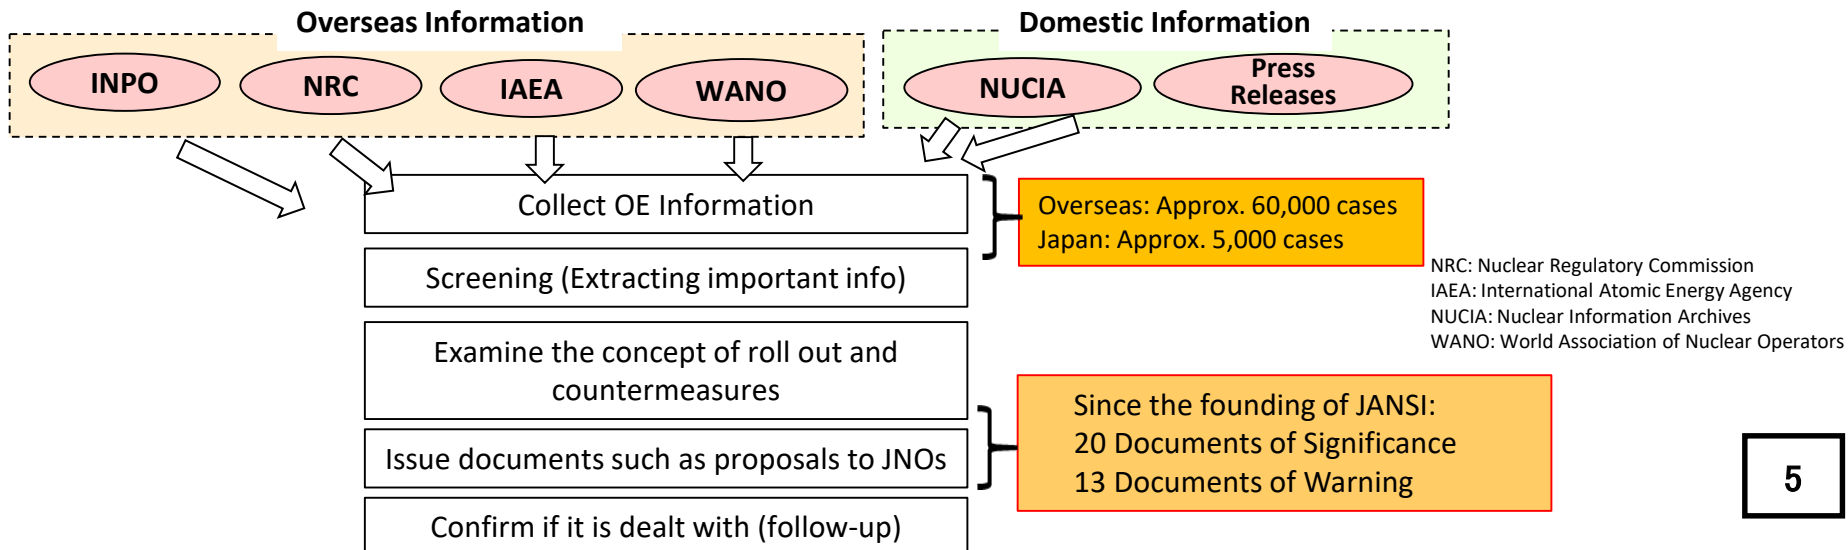 Overseas Information
Domestic Information
INPO
NRC
IAEA
WANO
NUCIA
Press
Releases
Collect OE Information
Overseas: Approx. 60,000 cases
Japan: Approx. 5,000 cases
Screening (Extracting important info)
NRC: Nuclear Regulatory Commission
IAEA: International Atomic Energy Agency
NUCIA: Nuclear Information Archives
WANO: World Association of Nuclear Operators
Examine the concept of roll out and
countermeasures
Since the founding of JANSI:
20 Documents of Significance
13 Documents of Warning
Issue documents such as proposals to JNOs
Confirm if it is dealt with (follow-up)
5